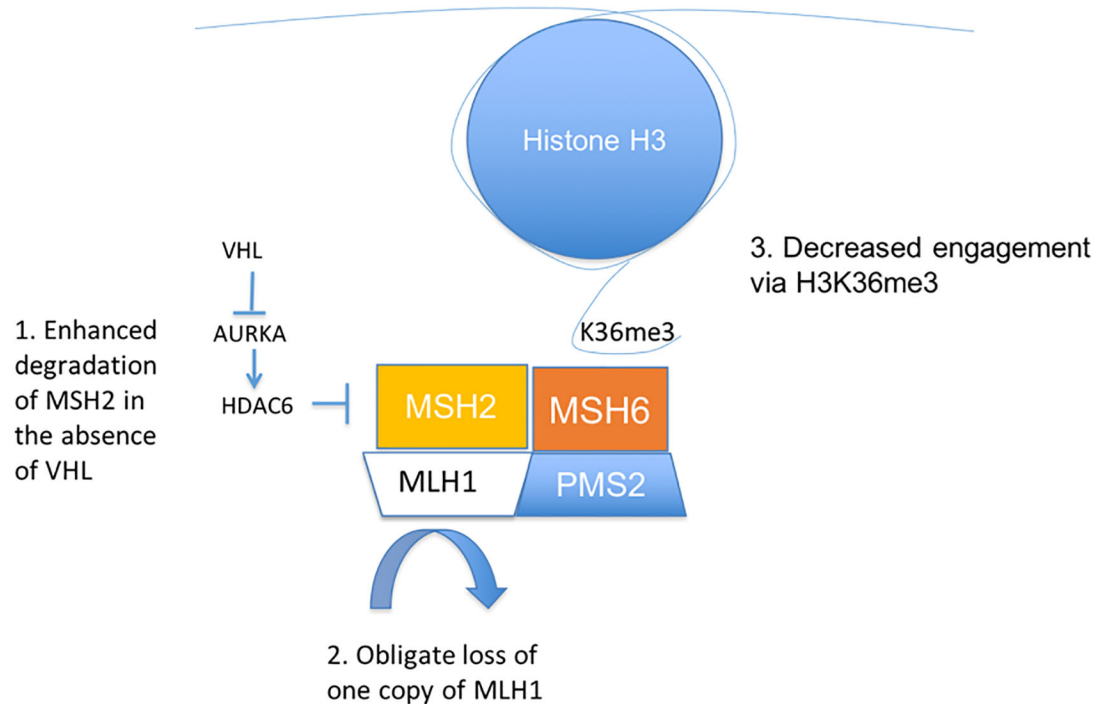 Histone H3
3. Decreased engagement
via H3K36me3
VHL
AURKA
HDAC6
1. Enhanced
degradation
of MSH2 in
the absence
of VHL
K36me3
MSH2
MSH6
MLH1
PMS2
2. Obligate loss of
one copy of MLH1